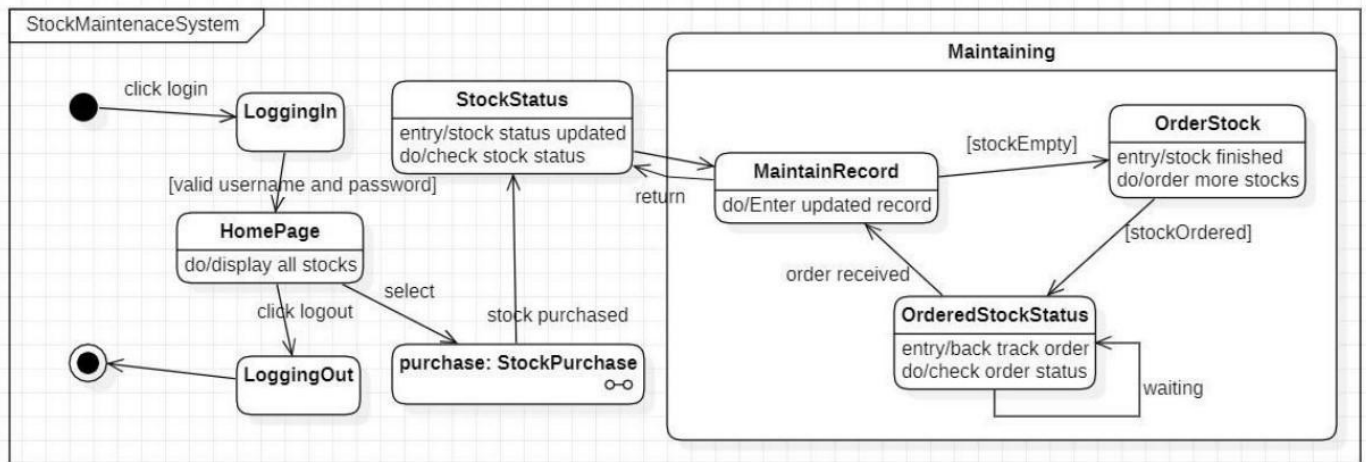 StockMaintenaceSystem
click login
LoggingIn
[valid username and password]
HomePage
do/display all stocks
click logout
select
LoggingOut
StockStatus
entry/stock status updated
do/check stock status
return
stock purchased
purchase: StockPurchase
Maintaining
MaintainRecord
do/Enter updated record
[stockEmpty]
OrderStock
entry/stock finished
do/order more stocks
[stockOrdered]
order received
OrderedStockStatus
entry/back track order
do/check order status
waiting